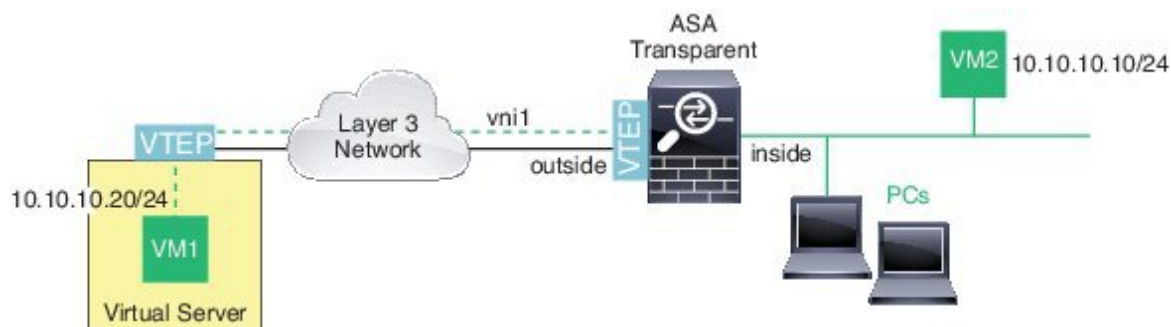 ASA
Transparent
VM2
10.10.10.10/24
Layer 3
Network
vni1
VTEP
VTEP
outside
inside
10.10.10.20/24
VM1
PCs
Virtual Server